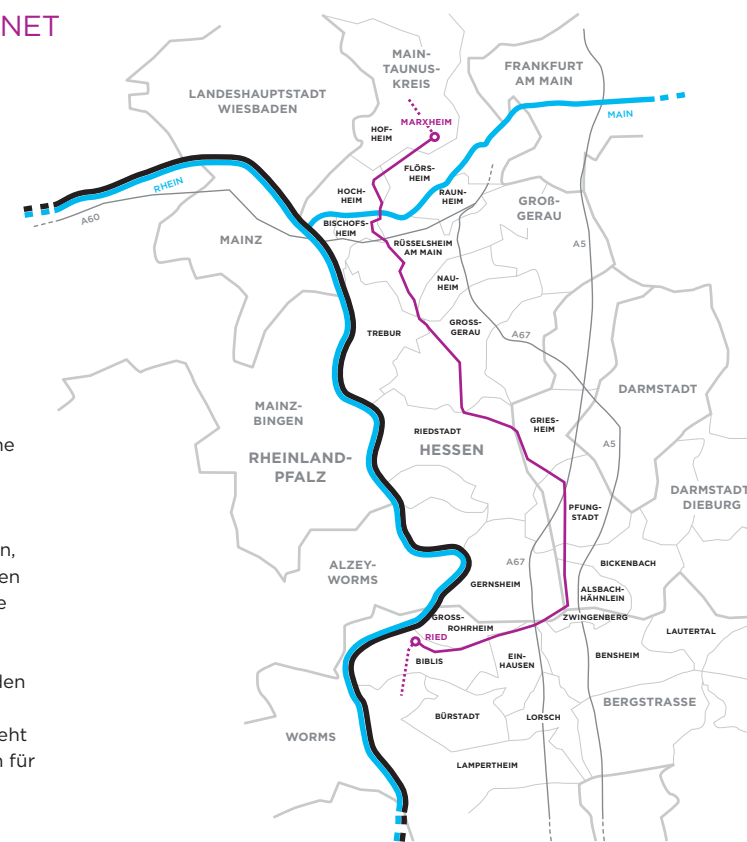 NET
MAIN-
TAUNUS-
KREIS
FRANKFURT
AM MAIN
LANDESHAUPTSTADT
WIESBADEN
MAIN
MARXHEIM
HOF-
HEIM
FLÖRS-
HEIM
RHEIN
HOCH-
HEIM
RAUN-
HEIM
GROß-
GERAU
A60
BISCHOFS-
HEIM
MAINZ
RÜSSELSHEIM
AM MAIN
A5
NAU-
HEIM
TREBUR
GROSS-
GERAU
A67
DARMSTADT
MAINZ-
BINGEN
RIEDSTADT
GRIES-
HEIM
HESSEN
A5
RHEINLAND-
PFALZ
DARMSTADT
DIEBURG
PFUNG-
STADT
ALZEY-
WORMS
A67
BICKENBACH
GERNSHEIM
ALSBACH-
HÄHNLEIN
GROSS-
ROHRHEIM
ZWINGENBERG
LAUTERTAL
RIED
BIBLIS
EIN-
HAUSEN
BENSHEIM
BERGSTRASSE
BÜRSTADT
LORSCH
WORMS
LAMPERTHEIM
ne
n,
en
e
den
eht
n für